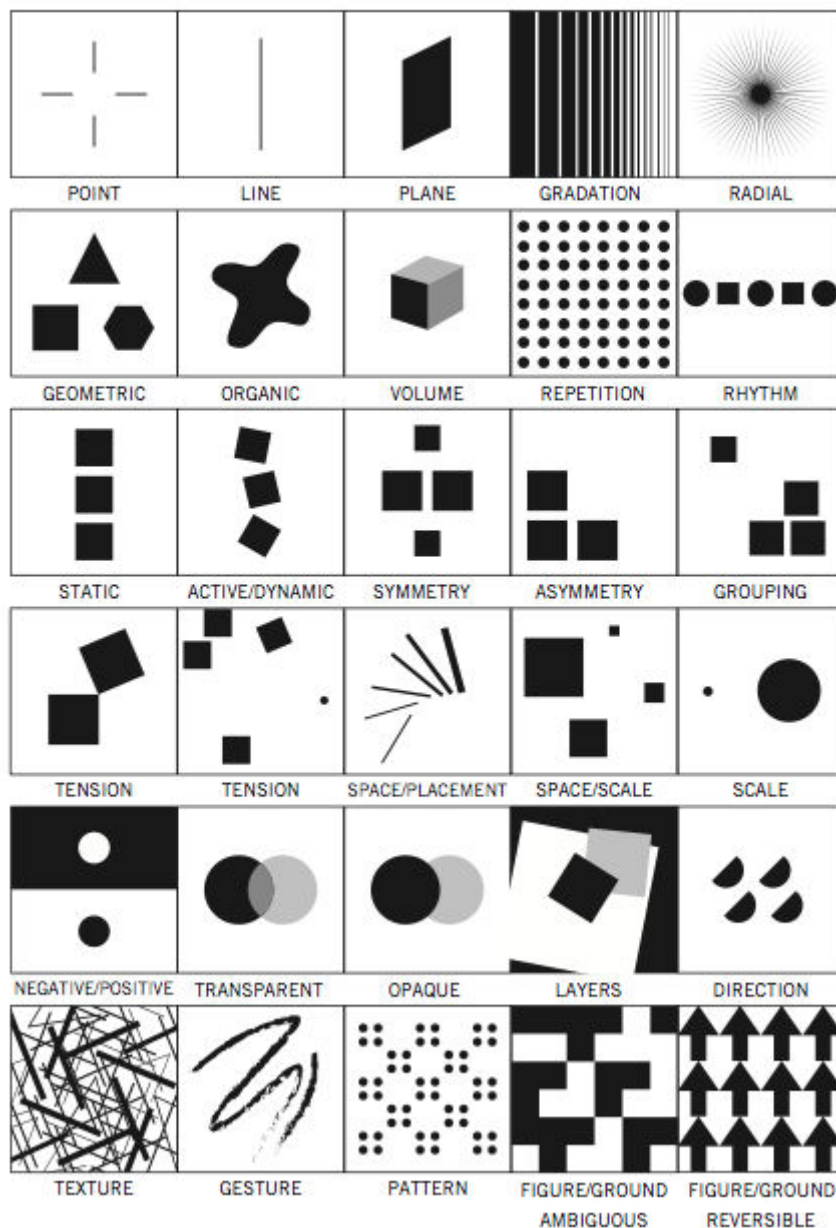 POINT
LINE
PLANE
GRADATION
RADIAL
GEOMETRIC
ORGANIC
VOLUME
REPETITION
RHYTHM
STATIC
ACTIVE/DYNAMIC
SYMMETRY
ASYMMETRY
GROUPING
TENSION
TENSION
SPACE/PLACEMENT
SPACE/SCALE
SCALE
NEGATIVE/POSITIVE
TRANSPARENT
OPAQUE
LAYERS
DIRECTION
TEXTURE
GESTURE
PATTERN
FIGURE/GROUND
AMBIGUOUS
FIGURE/GROUND
REVERSIBLE